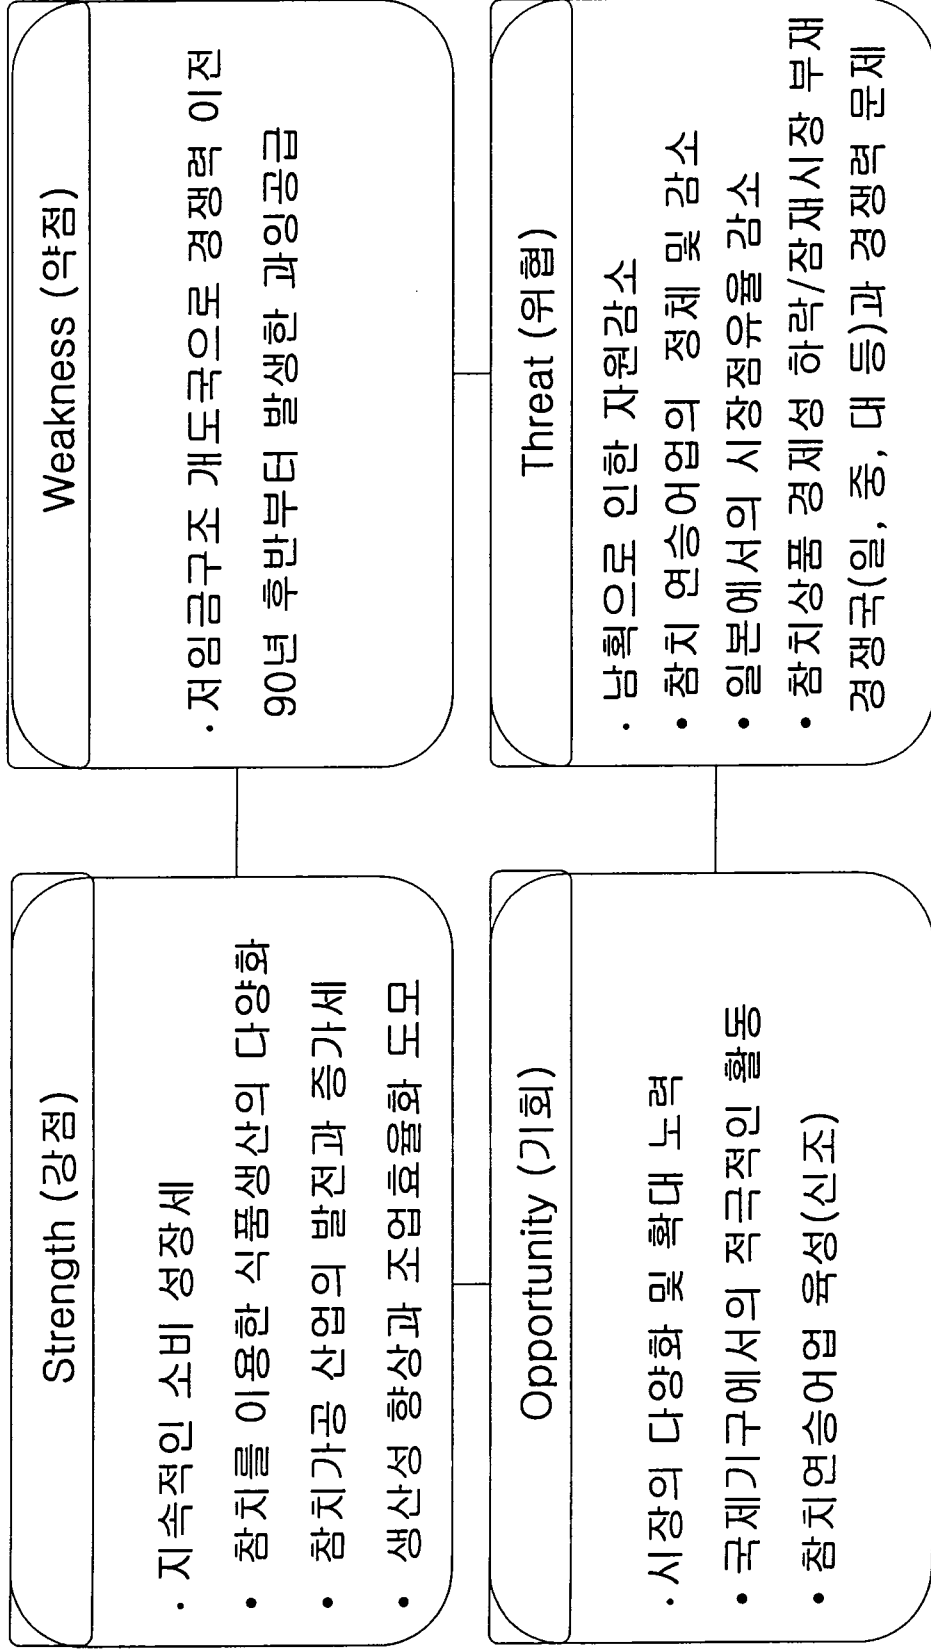 Strength (강점)
· 지속적인 소비 성장세
• 참치를 이용한 식품생산의 다양화
• 참치가공 산업의 발전과 증가세
• 생산성 향상과 조업효율화 도모
Weakness (약점)
· 저임금구조 개도국으로 경쟁력 이전
90년 후반부터 발생한 과잉공급
Opportunity (기회)
· 시장의 다양화 및 확대 노력
• 국제기구에서의 적극적인 활동
• 참치연승어업 육성(신조)
Threat (위협)
· 남획으로 인한 자원감소
• 참치 연승어업의 정체 및 감소
• 일본에서의 시장점유율 감소
• 참치상품 경제성 하락/잠재시장 부재
경쟁국(일, 중, 대 등)과 경쟁력 문제